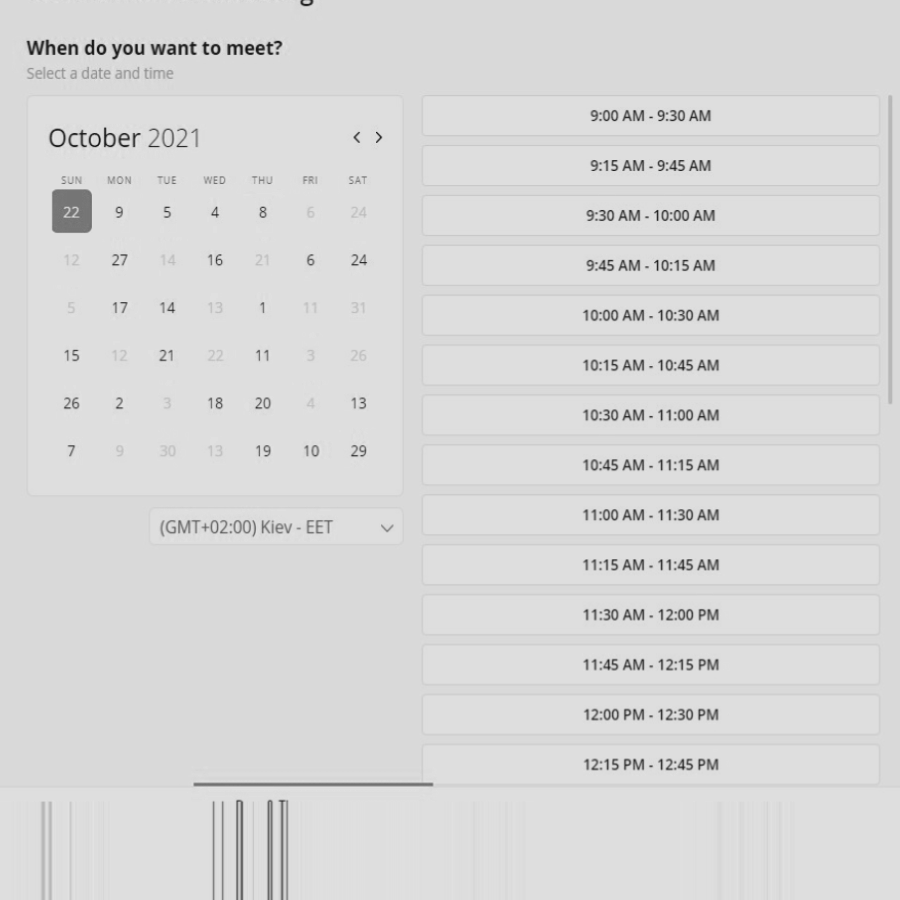 When do you want to meet?
Select a date and time
October 2021
SUN MON TUE WED THU FRI SAT
22 9 5 4 8 6 24
12 27 14 16 21 6 24
5 17 14 13 1 11 31
15 12 21 22 11 3 26
26 2 3 18 20 4 13
7 9 30 13 19 10 29
(GMT+02:00) Kiev - EET
9:00 AM - 9:30 AM
9:15 AM - 9:45 AM
9:30 AM - 10:00 AM
9:45 AM - 10:15 AM
10:00 AM - 10:30 AM
10:15 AM - 10:45 AM
10:30 AM - 11:00 AM
10:45 AM - 11:15 AM
11:00 AM - 11:30 AM
11:15 AM - 11:45 AM
11:30 AM - 12:00 PM
11:45 AM - 12:15 PM
12:00 PM - 12:30 PM
12:15 PM - 12:45 PM